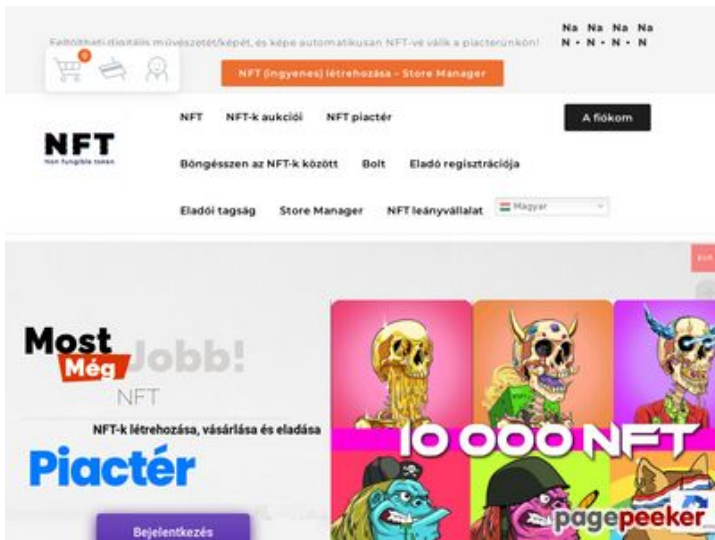 Feltöltheti digitális művészetét/képét, és képe automatikusan NFT-vé válik a piacterünkön!
Na Na Na Na
N - N - N - N
0
NFT (ingyenes) létrehozása – Store Manager
NFT
Non fungible token
NFT NFT-k aukciói NFT piactér
A fiókom
Böngésszen az NFT-k között Bolt Eladó regisztrációja
Eladói tagság Store Manager NFT leányvállalat
Magyar
EUR
Most
Még
Jobb!
NFT
NFT-k létrehozása, vásárlása és eladása
Piactér
Bejelentkezés
10 000 NFT
pagepeeker